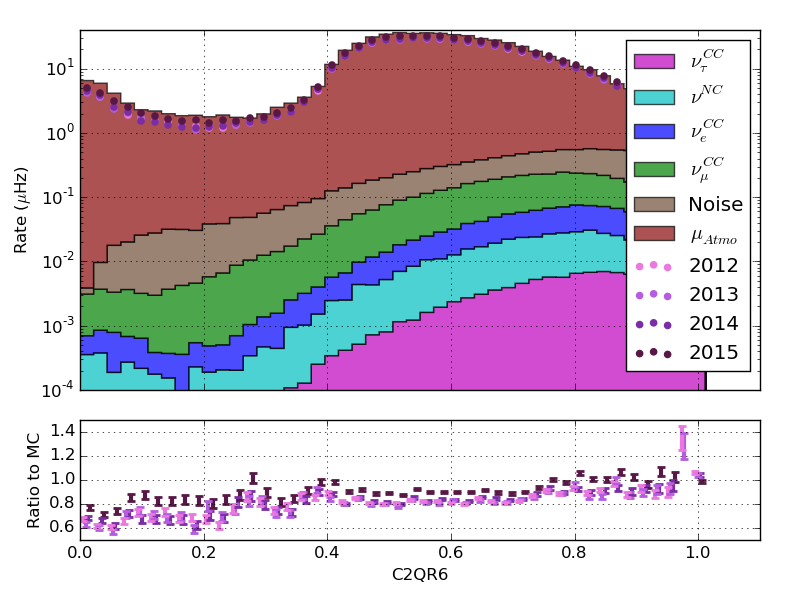 10¹
10⁰
10⁻¹
10⁻²
10⁻³
10⁻⁴
Rate (μHz)
ν_τ^CC
ν^NC
ν_e^CC
ν_μ^CC
Noise
μ_Atmo
2012
2013
2014
2015
1.4
1.2
1.0
0.8
0.6
Ratio to MC
0.0 0.2 0.4 0.6 0.8 1.0
C2QR6